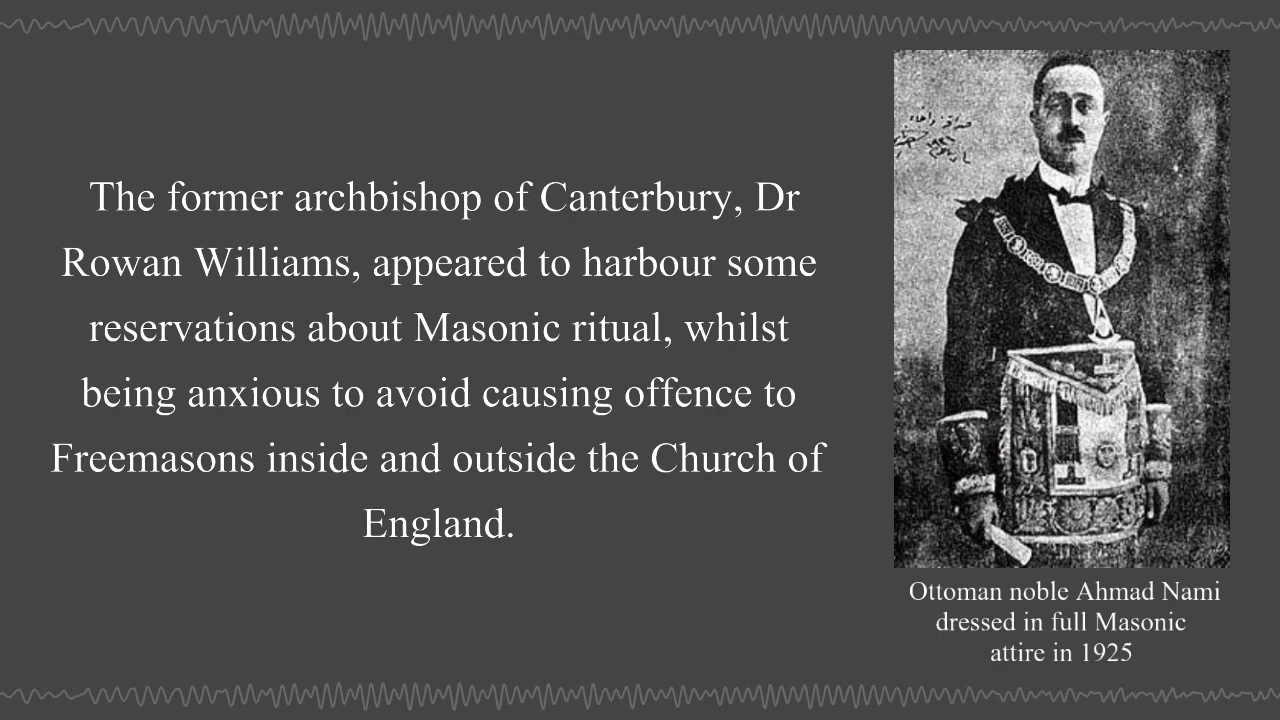 The former archbishop of Canterbury, Dr
Rowan Williams, appeared to harbour some
reservations about Masonic ritual, whilst
being anxious to avoid causing offence to
Freemasons inside and outside the Church of
England.
Ottoman noble Ahmad Nami
dressed in full Masonic
attire in 1925